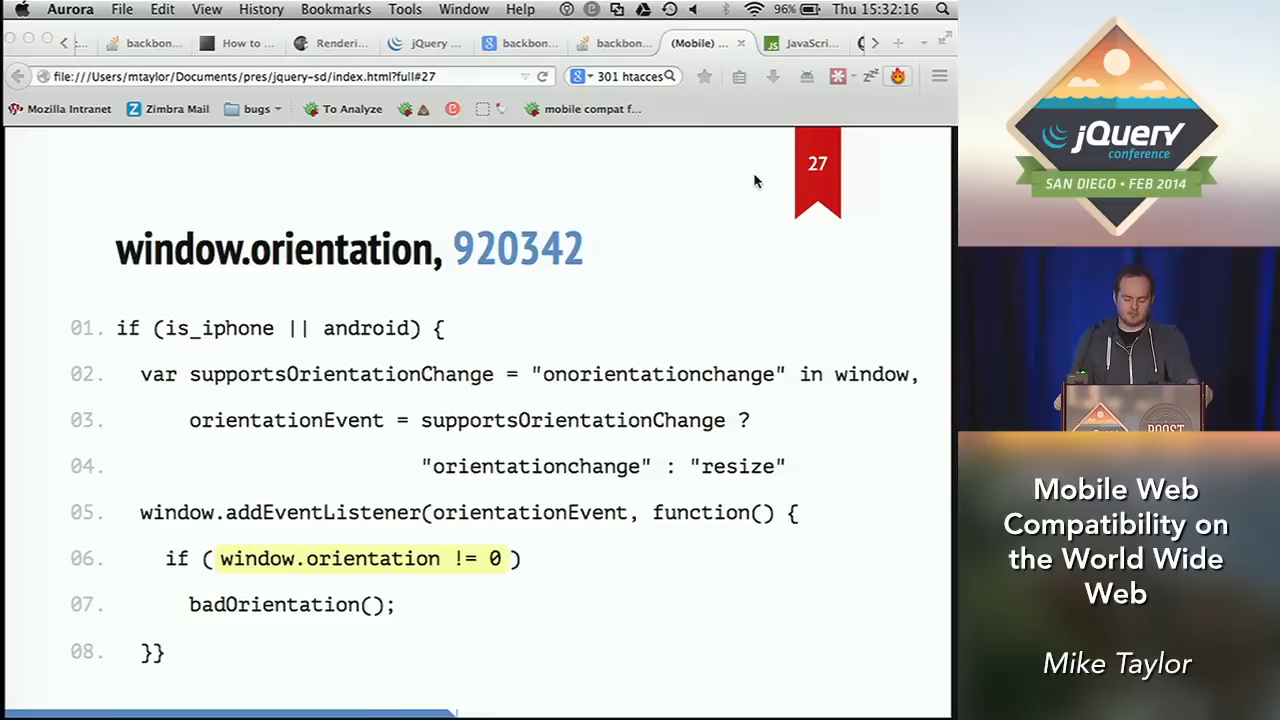 Aurora File Edit View History Bookmarks Tools Window Help 96% Thu 15:32:16
backbon... How to ... Renderi... jQuery ... backbon... backbon... (Mobile) ... JavaScri...
file:///Users/mtaylor/Documents/pres/jquery-sd/index.html?full#27 301 htacces
Mozilla Intranet Zimbra Mail bugs To Analyze mobile compat f...
27
window.orientation, 920342
01. if (is_iphone || android) {
02. var supportsOrientationChange = "onorientationchange" in window,
03. orientationEvent = supportsOrientationChange ?
04. "orientationchange" : "resize"
05. window.addEventListener(orientationEvent, function() {
06. if (window.orientation != 0)
07. badOrientation();
08. }}
jQuery
conference
SAN DIEGO • FEB 2014
BOOST
Mobile Web
Compatibility on
the World Wide
Web
Mike Taylor